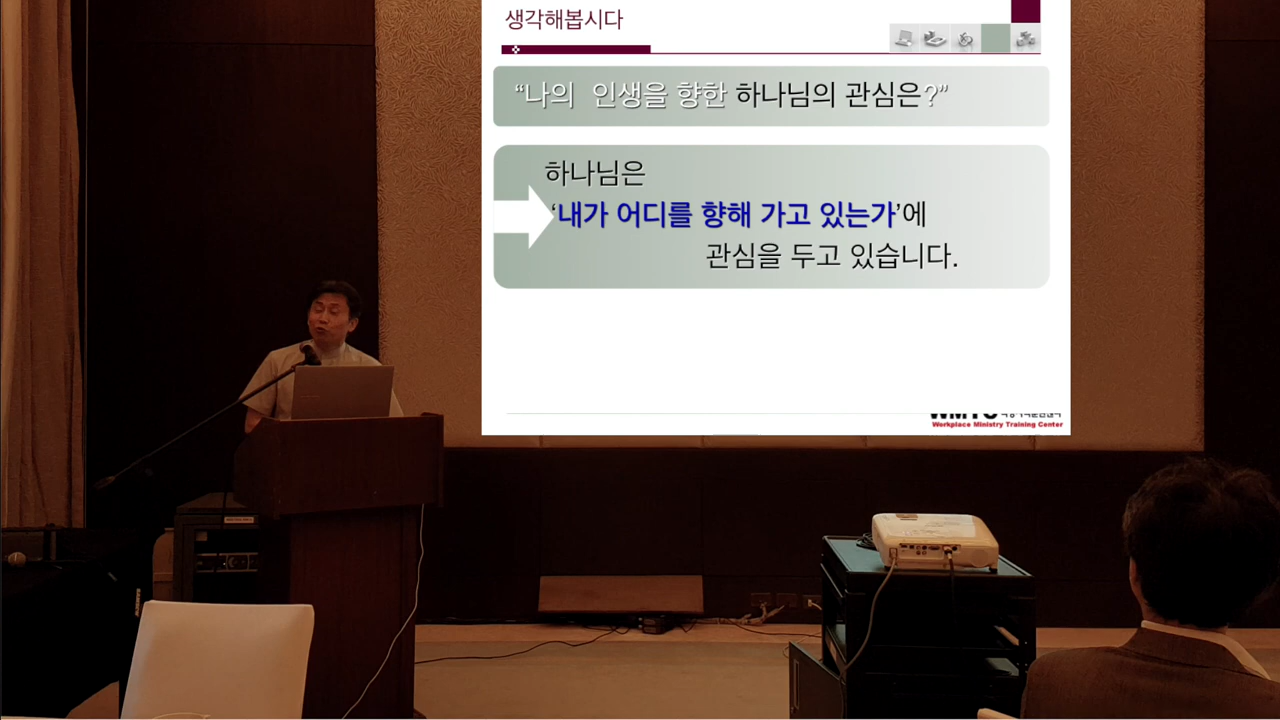 생각해봅시다
“나의 인생을 향한 하나님의 관심은?”
하나님은
‘내가 어디를 향해 가고 있는가’에
관심을 두고 있습니다.
WMTC
Workplace Ministry Training Center